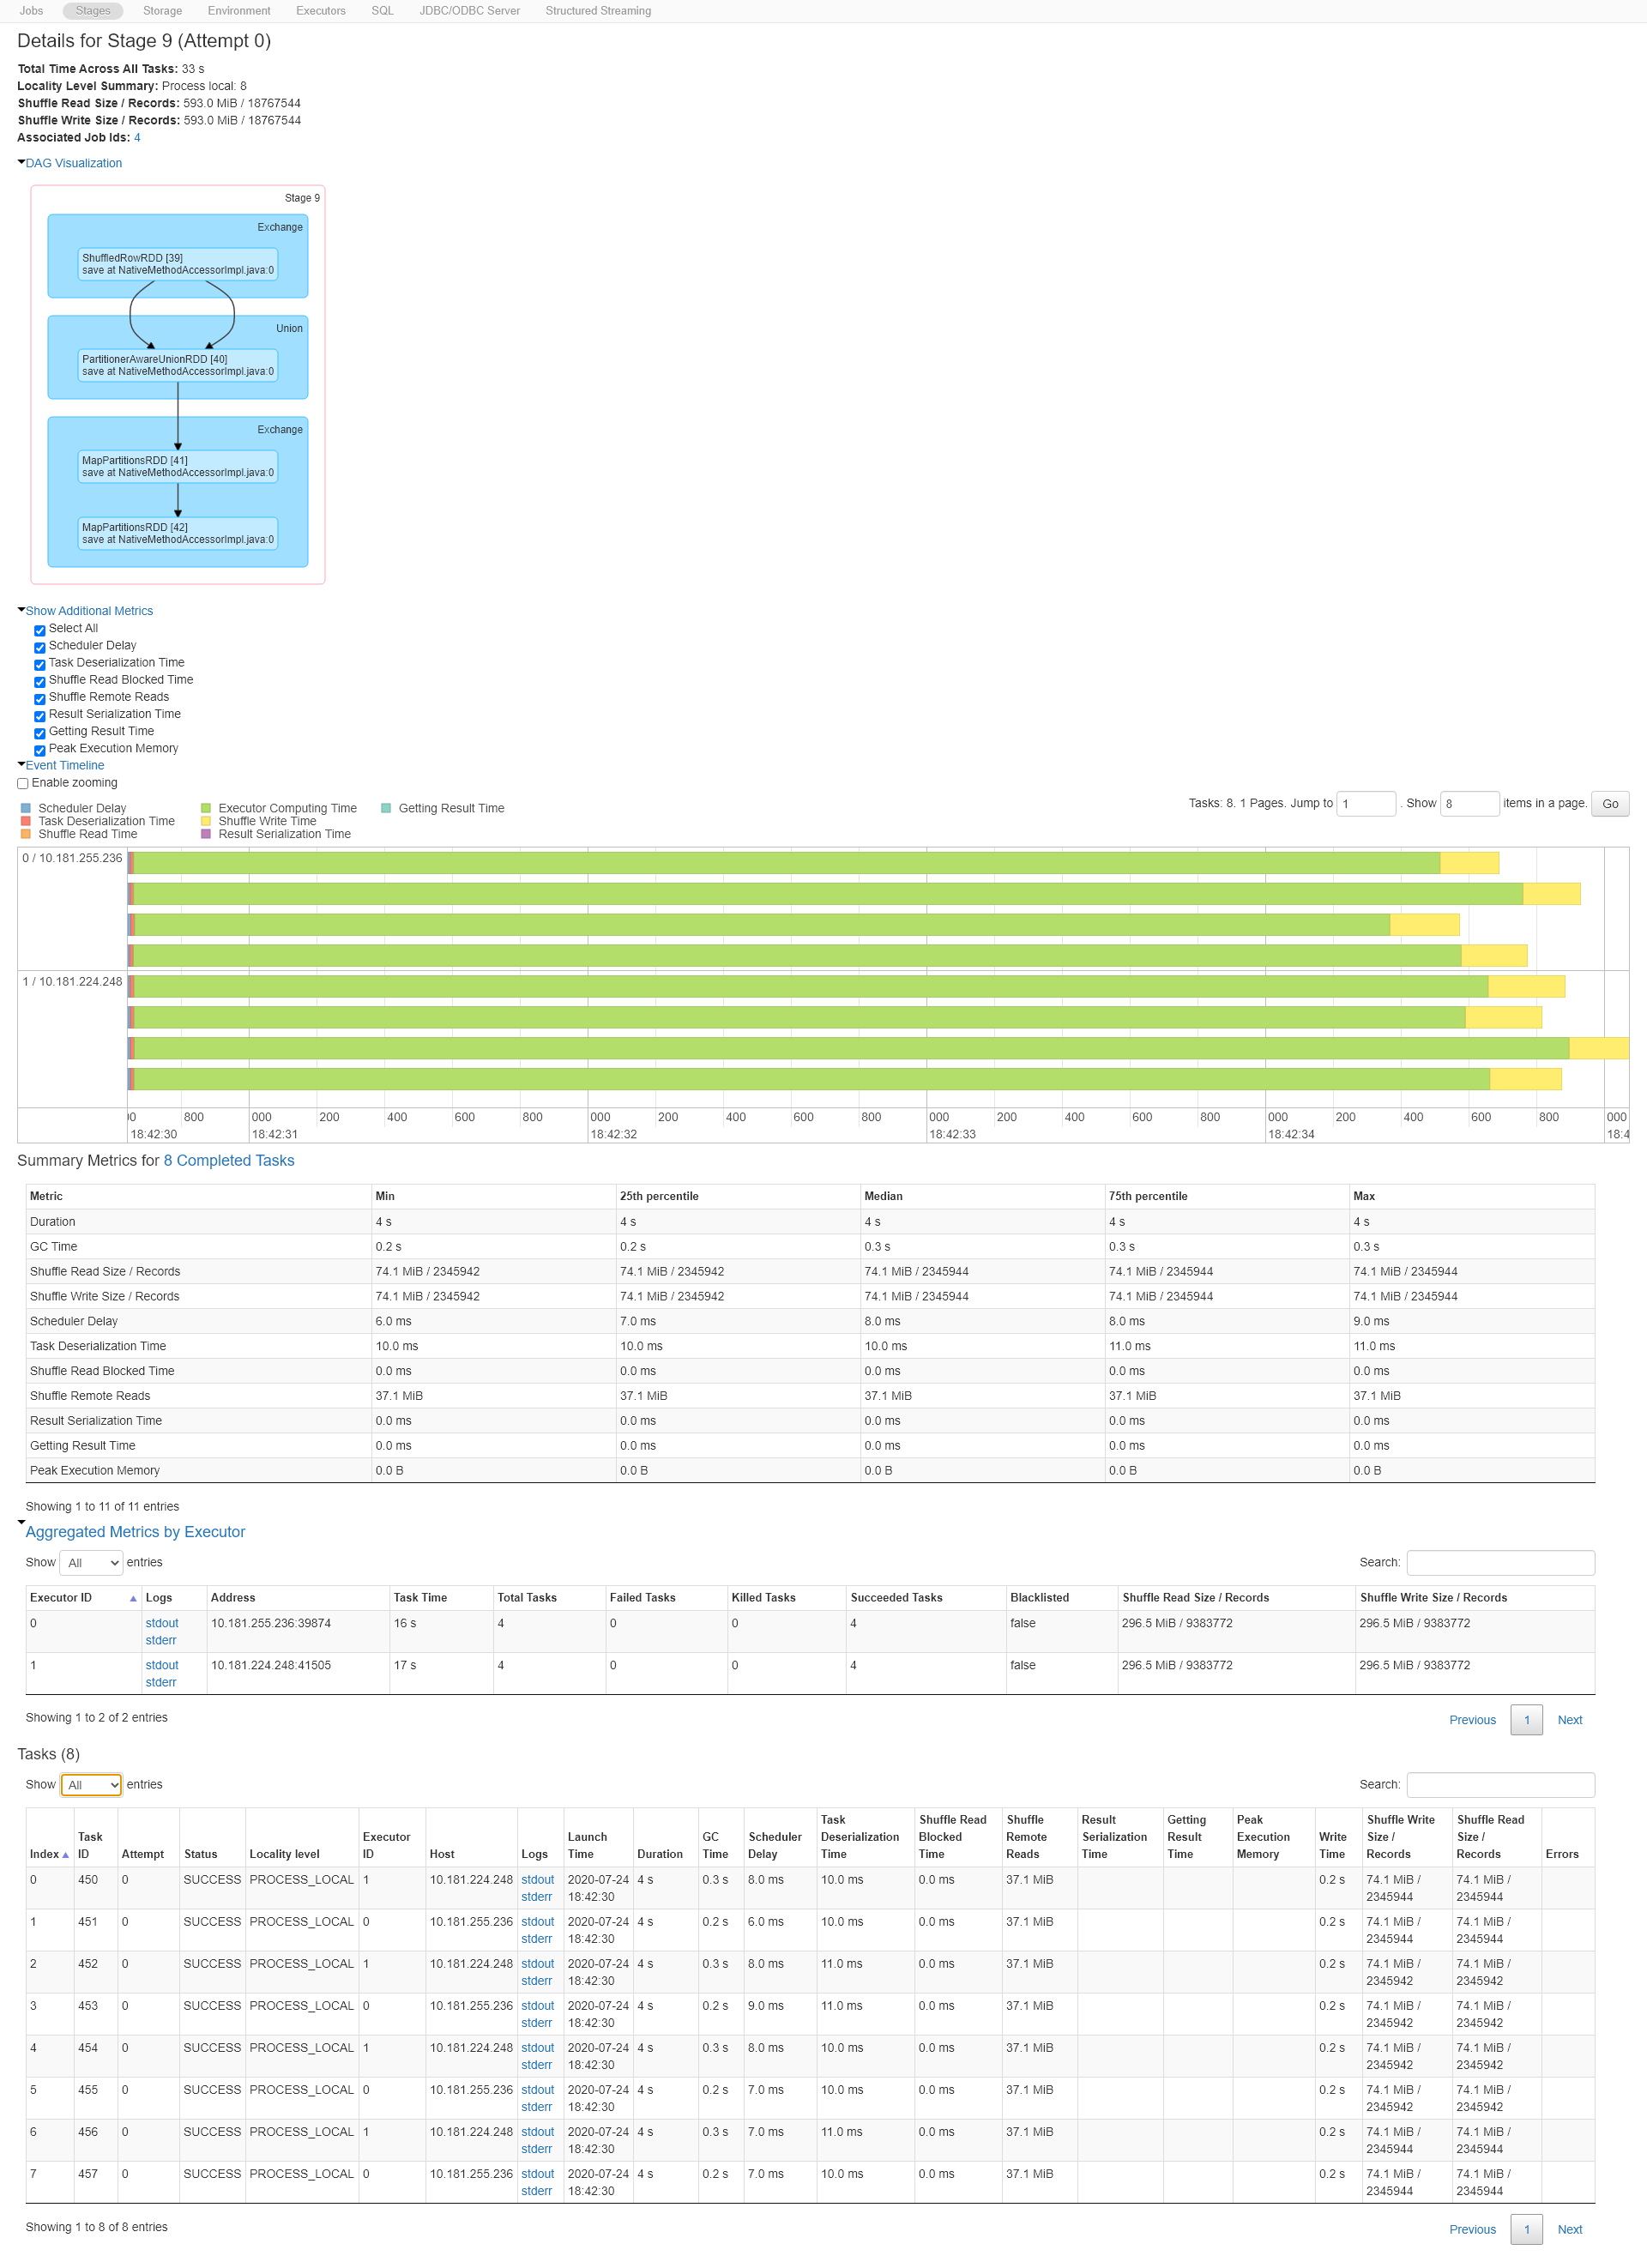 Jobs Stages Storage Environment Executors SQL JDBC/ODBC Server Structured Streaming
Details for Stage 9 (Attempt 0)
Total Time Across All Tasks: 33 s
Locality Level Summary: Process local: 8
Shuffle Read Size / Records: 593.0 MiB / 18767544
Shuffle Write Size / Records: 593.0 MiB / 18767544
Associated Job Ids: 4
DAG Visualization
Stage 9
Exchange
ShuffledRowRDD [39]
save at NativeMethodAccessorImpl.java:0
Union
PartitionerAwareUnionRDD [40]
save at NativeMethodAccessorImpl.java:0
Exchange
MapPartitionsRDD [41]
save at NativeMethodAccessorImpl.java:0
MapPartitionsRDD [42]
save at NativeMethodAccessorImpl.java:0
Show Additional Metrics
Select All
Scheduler Delay
Task Deserialization Time
Shuffle Read Blocked Time
Shuffle Remote Reads
Result Serialization Time
Getting Result Time
Peak Execution Memory
Event Timeline
Enable zooming
Tasks: 8. 1 Pages. Jump to 1 . Show 8 items in a page. Go
Scheduler Delay Executor Computing Time Getting Result Time
Task Deserialization Time Shuffle Write Time
Shuffle Read Time Result Serialization Time
0 / 10.181.255.236
1 / 10.181.224.248
00 800 000 200 400 600 800 000 200 400 600 800 000 200 400 600 800 000 200 400 600 800 000
18:42:30 18:42:31 18:42:32 18:42:33 18:42:34 18:4
Summary Metrics for 8 Completed Tasks
Metric Min 25th percentile Median 75th percentile Max
Duration 4 s 4 s 4 s 4 s 4 s
GC Time 0.2 s 0.2 s 0.3 s 0.3 s 0.3 s
Shuffle Read Size / Records 74.1 MiB / 2345942 74.1 MiB / 2345942 74.1 MiB / 2345944 74.1 MiB / 2345944 74.1 MiB / 2345944
Shuffle Write Size / Records 74.1 MiB / 2345942 74.1 MiB / 2345942 74.1 MiB / 2345944 74.1 MiB / 2345944 74.1 MiB / 2345944
Scheduler Delay 6.0 ms 7.0 ms 8.0 ms 8.0 ms 9.0 ms
Task Deserialization Time 10.0 ms 10.0 ms 10.0 ms 11.0 ms 11.0 ms
Shuffle Read Blocked Time 0.0 ms 0.0 ms 0.0 ms 0.0 ms 0.0 ms
Shuffle Remote Reads 37.1 MiB 37.1 MiB 37.1 MiB 37.1 MiB 37.1 MiB
Result Serialization Time 0.0 ms 0.0 ms 0.0 ms 0.0 ms 0.0 ms
Getting Result Time 0.0 ms 0.0 ms 0.0 ms 0.0 ms 0.0 ms
Peak Execution Memory 0.0 B 0.0 B 0.0 B 0.0 B 0.0 B
Showing 1 to 11 of 11 entries
Aggregated Metrics by Executor
Show All entries Search:
Executor ID Logs Address Task Time Total Tasks Failed Tasks Killed Tasks Succeeded Tasks Blacklisted Shuffle Read Size / Records Shuffle Write Size / Records
0 stdout 10.181.255.236:39874 16 s 4 0 0 4 false 296.5 MiB / 9383772 296.5 MiB / 9383772
stderr
1 stdout 10.181.224.248:41505 17 s 4 0 0 4 false 296.5 MiB / 9383772 296.5 MiB / 9383772
stderr
Showing 1 to 2 of 2 entries Previous 1 Next
Tasks (8)
Show All entries Search:
Task Shuffle Read Shuffle Result Getting Peak Shuffle Write Shuffle Read
Task Executor Launch GC Scheduler Deserialization Blocked Remote Serialization Result Execution Write Size / Size /
Index ID Attempt Status Locality level ID Host Logs Time Duration Time Delay Time Time Reads Time Time Memory Time Records Records Errors
0 450 0 SUCCESS PROCESS_LOCAL 1 10.181.224.248 stdout 2020-07-24 4 s 0.3 s 8.0 ms 10.0 ms 0.0 ms 37.1 MiB 0.2 s 74.1 MiB / 74.1 MiB /
stderr 18:42:30 2345944 2345944
1 451 0 SUCCESS PROCESS_LOCAL 0 10.181.255.236 stdout 2020-07-24 4 s 0.2 s 6.0 ms 10.0 ms 0.0 ms 37.1 MiB 0.2 s 74.1 MiB / 74.1 MiB /
stderr 18:42:30 2345944 2345944
2 452 0 SUCCESS PROCESS_LOCAL 1 10.181.224.248 stdout 2020-07-24 4 s 0.3 s 8.0 ms 11.0 ms 0.0 ms 37.1 MiB 0.2 s 74.1 MiB / 74.1 MiB /
stderr 18:42:30 2345942 2345942
3 453 0 SUCCESS PROCESS_LOCAL 0 10.181.255.236 stdout 2020-07-24 4 s 0.2 s 9.0 ms 11.0 ms 0.0 ms 37.1 MiB 0.2 s 74.1 MiB / 74.1 MiB /
stderr 18:42:30 2345942 2345942
4 454 0 SUCCESS PROCESS_LOCAL 1 10.181.224.248 stdout 2020-07-24 4 s 0.3 s 8.0 ms 10.0 ms 0.0 ms 37.1 MiB 0.2 s 74.1 MiB / 74.1 MiB /
stderr 18:42:30 2345942 2345942
5 455 0 SUCCESS PROCESS_LOCAL 0 10.181.255.236 stdout 2020-07-24 4 s 0.2 s 7.0 ms 10.0 ms 0.0 ms 37.1 MiB 0.2 s 74.1 MiB / 74.1 MiB /
stderr 18:42:30 2345942 2345942
6 456 0 SUCCESS PROCESS_LOCAL 1 10.181.224.248 stdout 2020-07-24 4 s 0.3 s 7.0 ms 11.0 ms 0.0 ms 37.1 MiB 0.2 s 74.1 MiB / 74.1 MiB /
stderr 18:42:30 2345944 2345944
7 457 0 SUCCESS PROCESS_LOCAL 0 10.181.255.236 stdout 2020-07-24 4 s 0.2 s 7.0 ms 10.0 ms 0.0 ms 37.1 MiB 0.2 s 74.1 MiB / 74.1 MiB /
stderr 18:42:30 2345944 2345944
Showing 1 to 8 of 8 entries Previous 1 Next